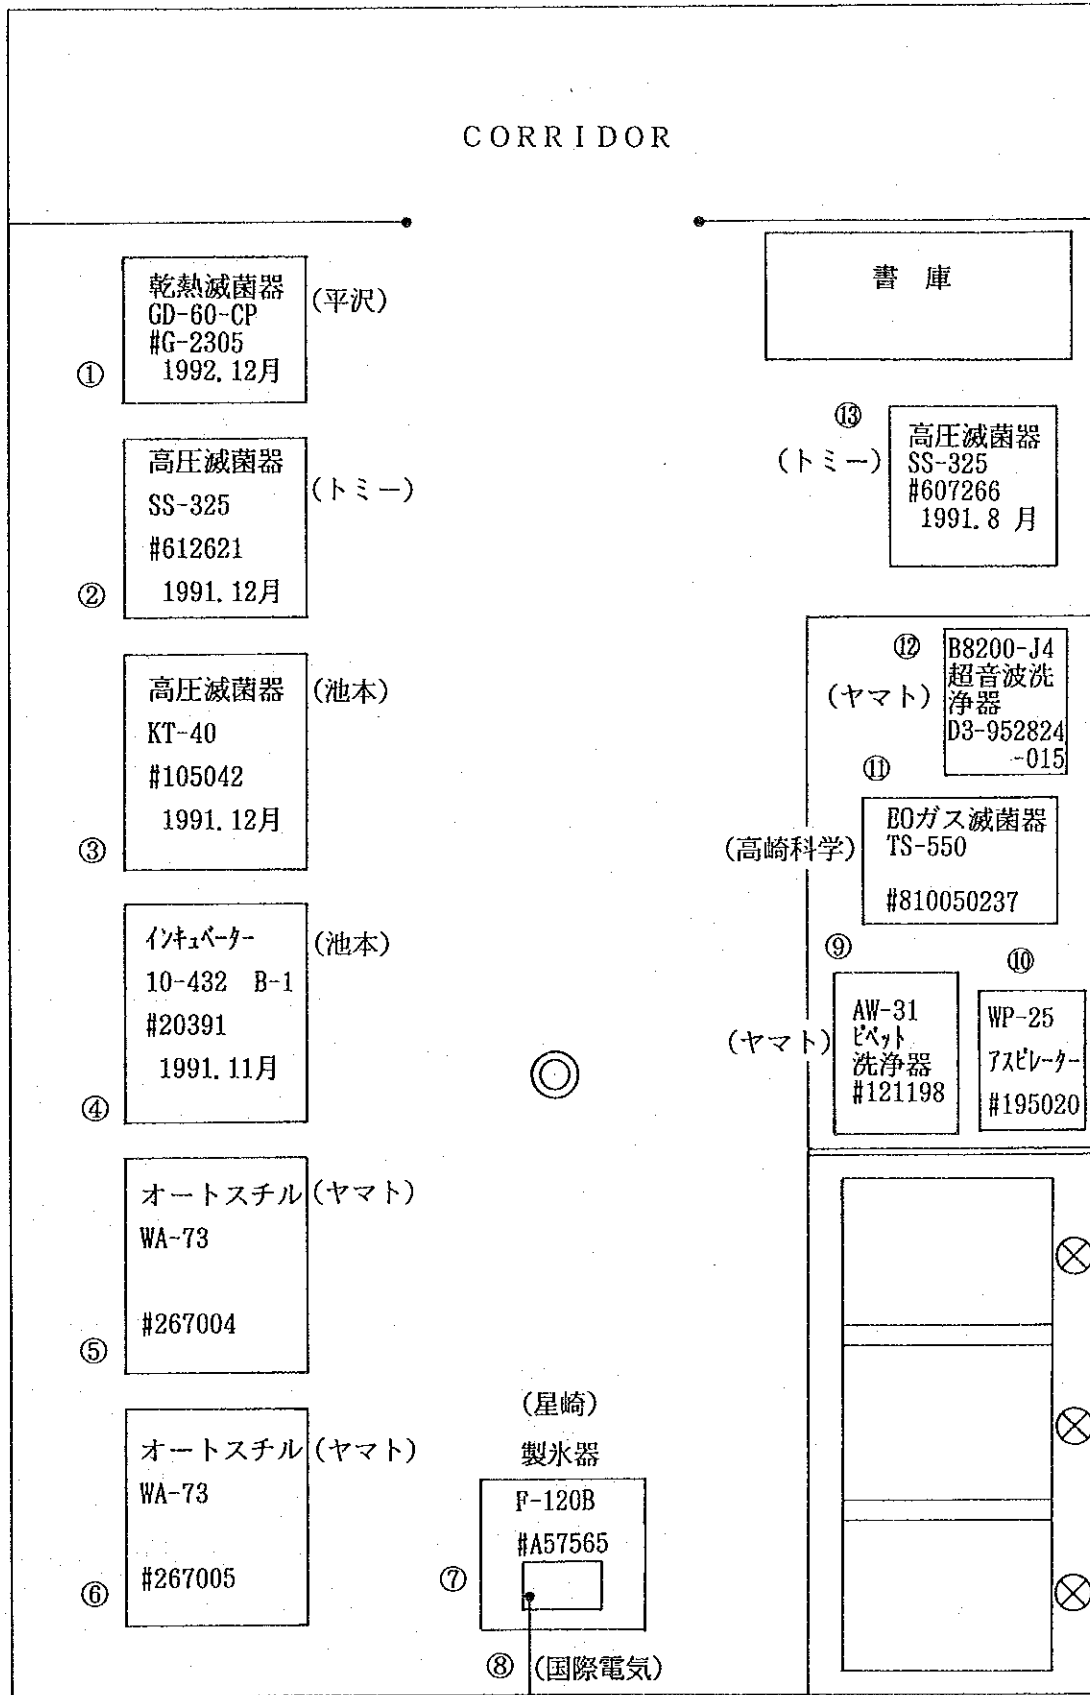 CORRIDOR
乾熱滅菌器
GD-60-CP
#G-2305
1992.12月
(平沢)
①
高圧滅菌器
SS-325
#612621
1991.12月
(トミー)
②
高圧滅菌器
KT-40
#105042
1991.12月
(池本)
③
インキュベーター
10-432 B-1
#20391
1991.11月
(池本)
④
オートスチル
WA-73
#267004
(ヤマト)
⑤
オートスチル
WA-73
#267005
(ヤマト)
⑥
(星崎)
製氷器
F-120B
#A57565
⑦
⑧ (国際電気)
書庫
⑬
(トミー)
高圧滅菌器
SS-325
#607266
1991.8 月
⑫
(ヤマト)
B8200-J4
超音波洗
浄器
D3-952824
-015
⑪
(高崎科学)
EOガス滅菌器
TS-550
#810050237
⑨
(ヤマト)
AW-31
ピペット
洗浄器
#121198
⑩
WP-25
アスピレーター
#195020